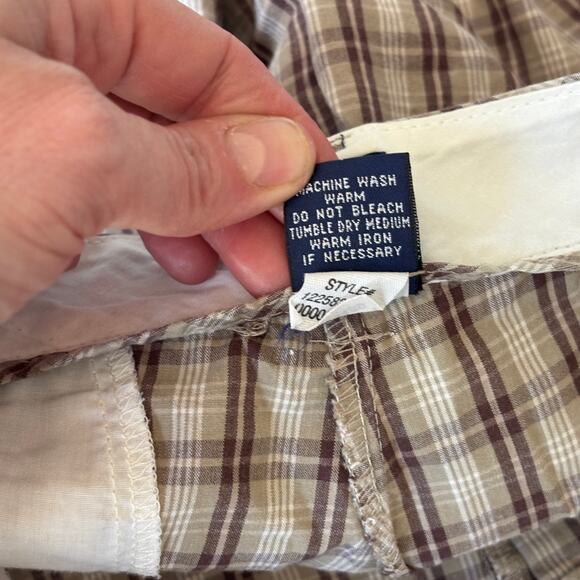 MACHINE WASH
WARM
DO NOT BLEACH
TUMBLE DRY MEDIUM
WARM IRON
IF NECESSARY
STYLE#